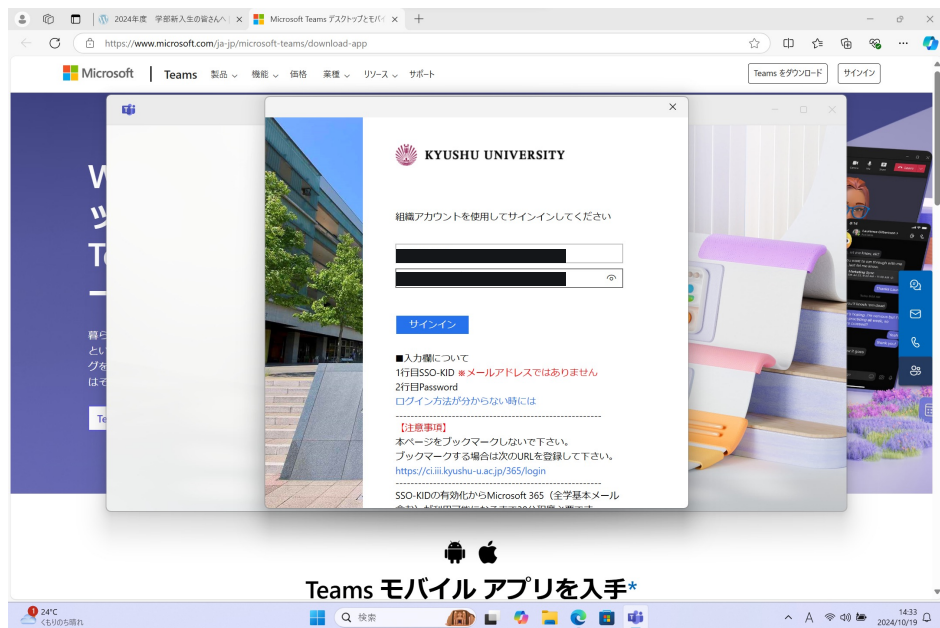 2024年度 学部新入生の皆さんへ
Microsoft Teams デスクトップとモバイ
https://www.microsoft.com/ja-jp/microsoft-teams/download-app
Microsoft
Teams 製品 機能 価格 業種 リソース サポート
Teams をダウンロード
サインイン
KYUSHU UNIVERSITY
組織アカウントを使用してサインインしてください
サインイン
■入力欄について
1行目SSO-KID ※メールアドレスではありません
2行目Password
ログイン方法が分からない時には
【注意事項】
本ページをブックマークしないで下さい。
ブックマークする場合は次のURLを登録して下さい。
https://ci.iii.kyushu-u.ac.jp/365/login
SSO-KIDの有効化からMicrosoft 365（全学基本メール
W
ッ
Te
ー
暮ら
とい
グを
はそ
Te
Teams モバイル アプリを入手*
1
24°C
くもりのち晴れ
検索
A
14:33
2024/10/19